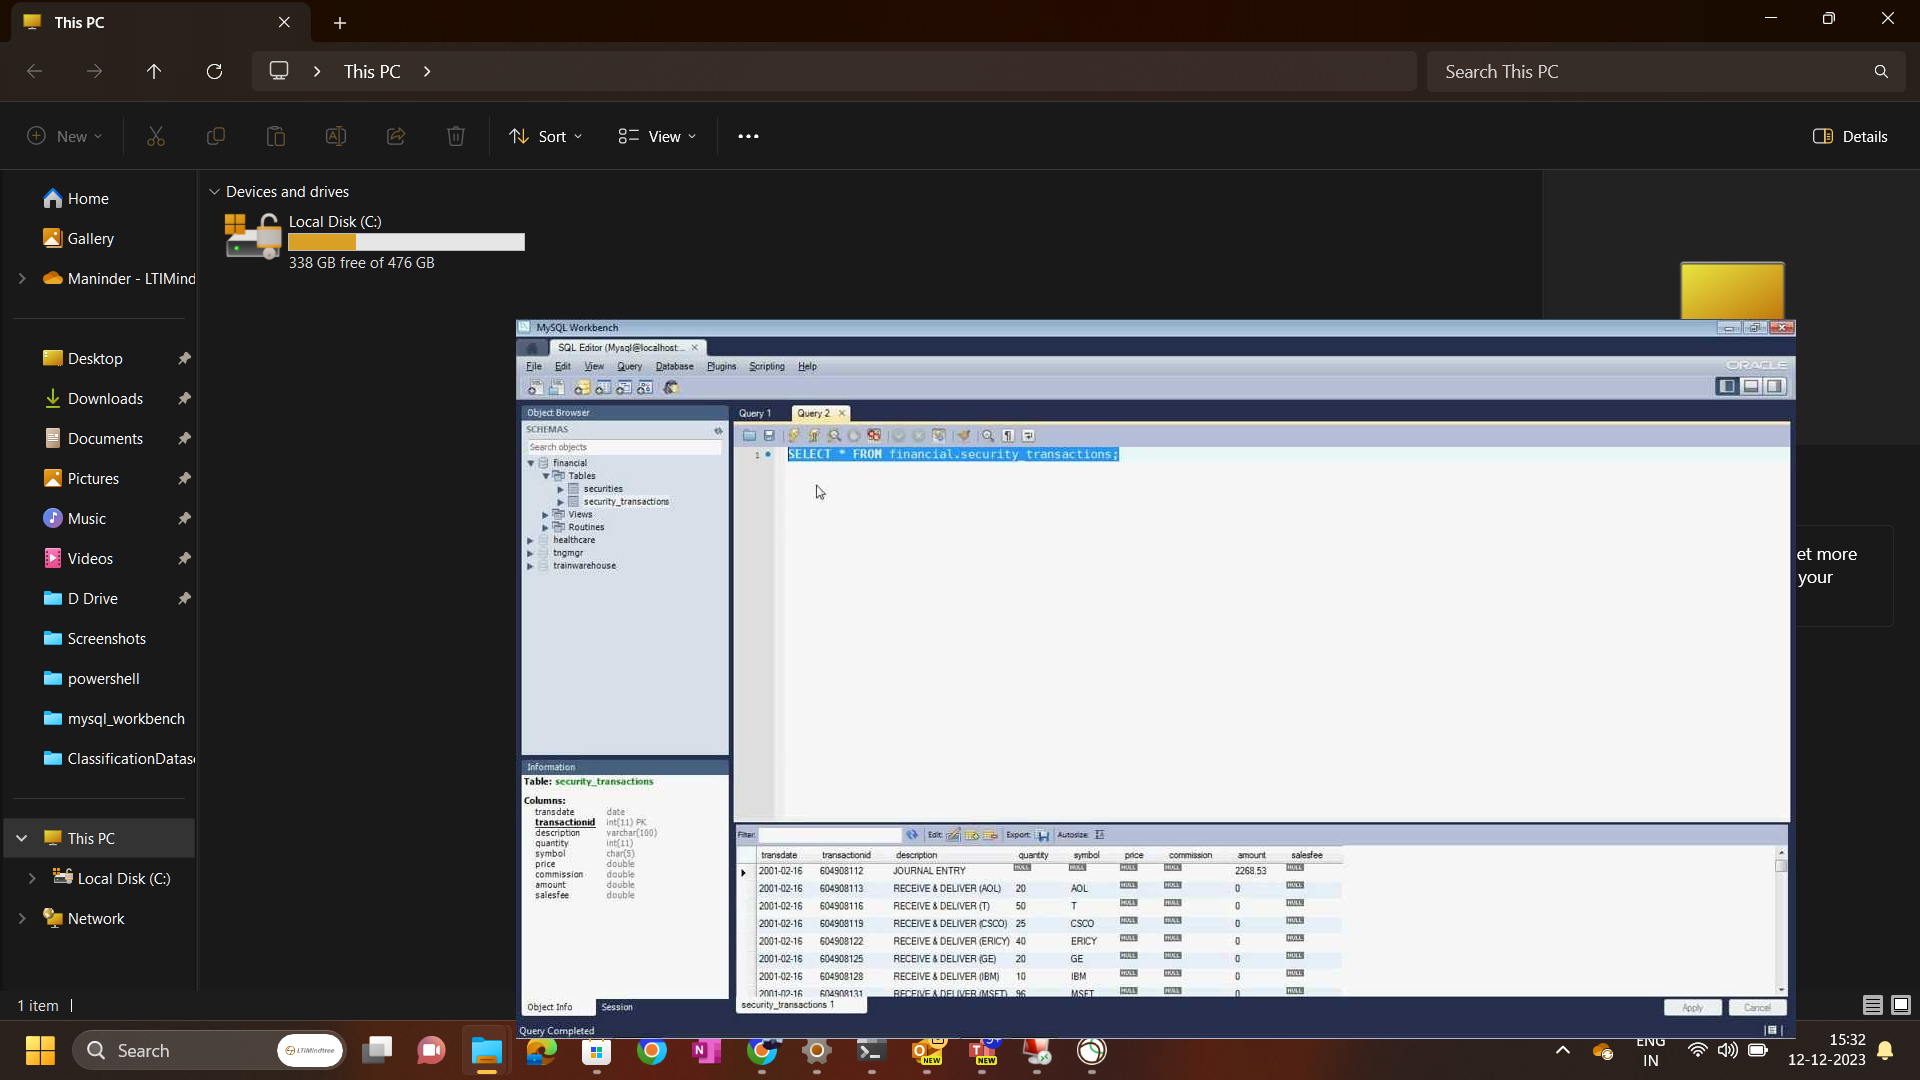 This PC
This PC
Search This PC
New
Sort
View
Details
Home
Gallery
Maninder - LTIMind
Desktop
Downloads
Documents
Pictures
Music
Videos
D Drive
Screenshots
powershell
mysql_workbench
ClassificationDatas
This PC
Local Disk (C:)
Network
1 item
Devices and drives
Local Disk (C:)
338 GB free of 476 GB
et more
your
MySQL Workbench
SQL Editor (Mysql@localhost:...
File Edit View Query Database Plugins Scripting Help
ORACLE
Object Browser
SCHEMAS
Search objects
financial
Tables
securities
security_transactions
Views
Routines
healthcare
tngmgr
trainwarehouse
Query 1
Query 2
1
SELECT * FROM financial.security_transactions;
Information
Table: security_transactions
Columns:
transdate date
transactionid int(11) PK
description varchar(100)
quantity int(11)
symbol char(5)
price double
commission double
amount double
salesfee double
Object Info Session
Filter: Edit: Export: Autosize:
transdate transactionid description quantity symbol price commission amount salesfee
2001-02-16 604908112 JOURNAL ENTRY NULL NULL NULL NULL 2268.53 NULL
2001-02-16 604908113 RECEIVE & DELIVER (AOL) 20 AOL NULL NULL 0 NULL
2001-02-16 604908116 RECEIVE & DELIVER (T) 50 T NULL NULL 0 NULL
2001-02-16 604908119 RECEIVE & DELIVER (CSCO) 25 CSCO NULL NULL 0 NULL
2001-02-16 604908122 RECEIVE & DELIVER (ERICY) 40 ERICY NULL NULL 0 NULL
2001-02-16 604908125 RECEIVE & DELIVER (GE) 20 GE NULL NULL 0 NULL
2001-02-16 604908128 RECEIVE & DELIVER (IBM) 10 IBM NULL NULL 0 NULL
2001-02-16 604908131 RECEIVE & DELIVER (MSFT) 96 MSFT NULL NULL 0 NULL
security_transactions 1
Apply
Cancel
Query Completed
Search
LTIMindtree
NEW
NEW
ENG
IN
15:32
12-12-2023